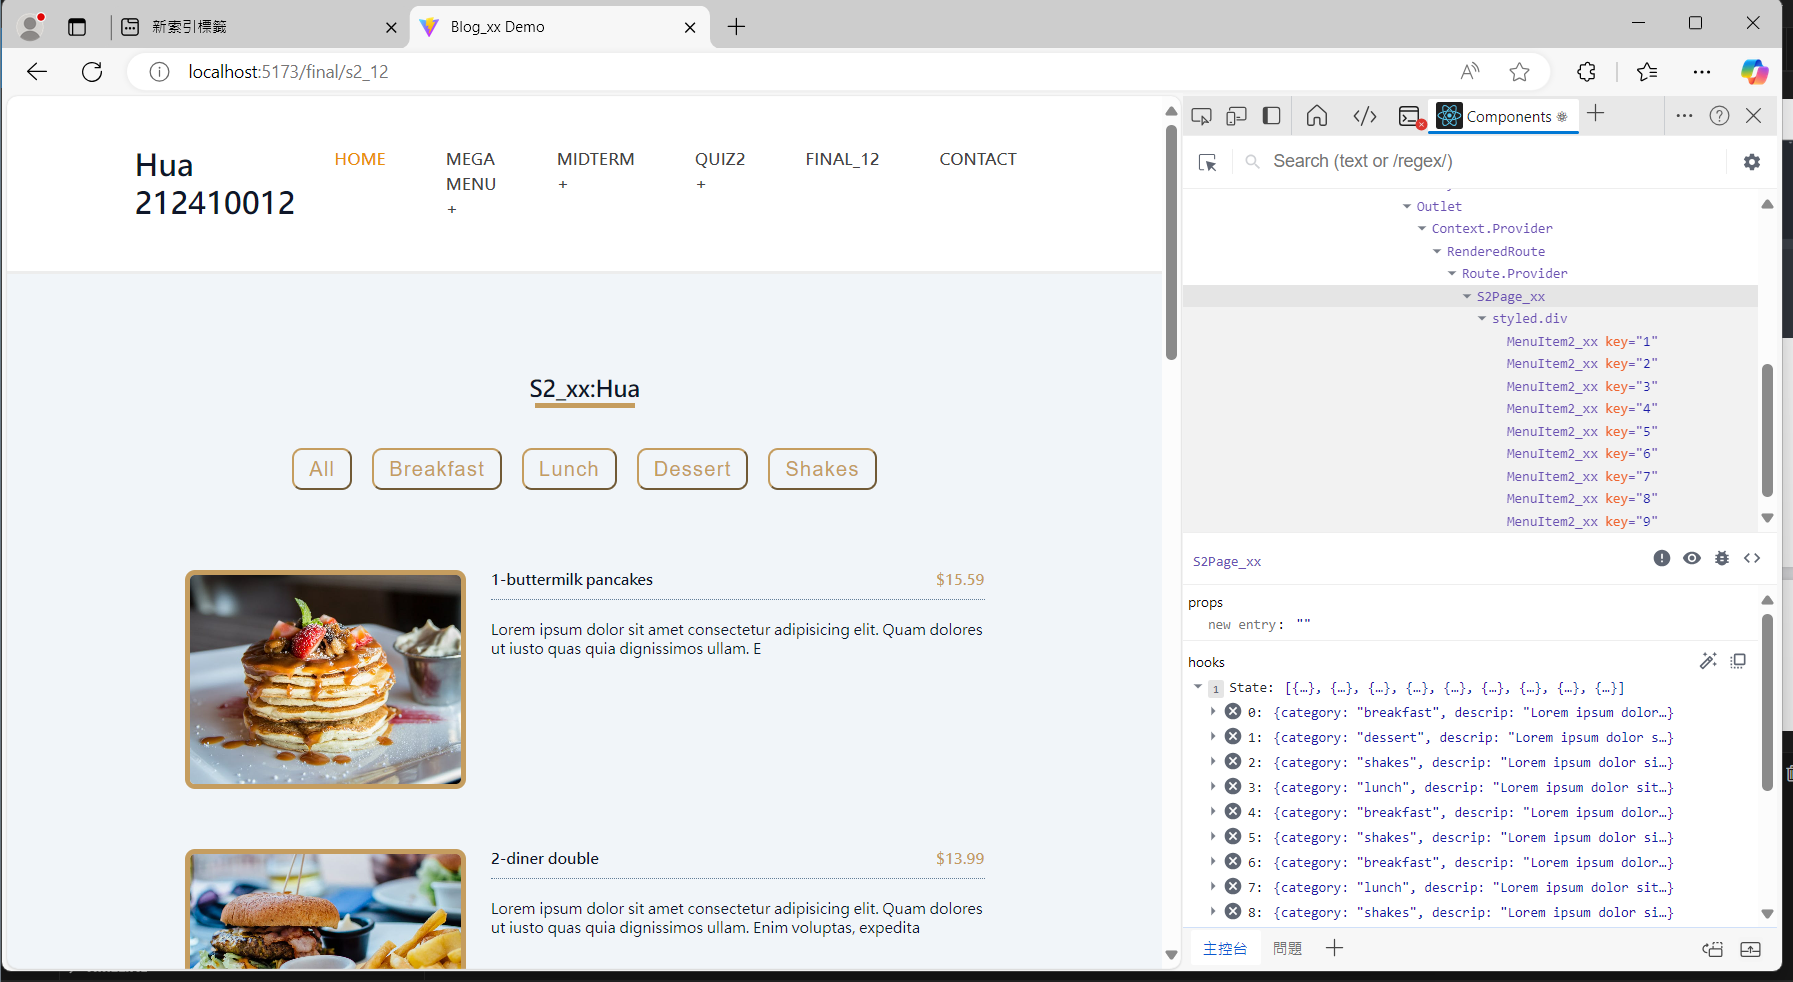 新索引標籤
Blog_xx Demo
localhost:5173/final/s2_12
Hua
212410012
HOME
MEGA
MENU
+
MIDTERM
+
QUIZ2
+
FINAL_12
CONTACT
S2_xx:Hua
All
Breakfast
Lunch
Dessert
Shakes
1-buttermilk pancakes
$15.59
Lorem ipsum dolor sit amet consectetur adipisicing elit. Quam dolores
ut iusto quas quia dignissimos ullam. E
2-diner double
$13.99
Lorem ipsum dolor sit amet consectetur adipisicing elit. Quam dolores
ut iusto quas quia dignissimos ullam. Enim voluptas, expedita
Components
Search (text or /regex/)
Outlet
Context.Provider
RenderedRoute
Route.Provider
S2Page_xx
styled.div
MenuItem2_xx key="1"
MenuItem2_xx key="2"
MenuItem2_xx key="3"
MenuItem2_xx key="4"
MenuItem2_xx key="5"
MenuItem2_xx key="6"
MenuItem2_xx key="7"
MenuItem2_xx key="8"
MenuItem2_xx key="9"
S2Page_xx
props
new entry: ""
hooks
1 State: [{…}, {…}, {…}, {…}, {…}, {…}, {…}, {…}, {…}]
0: {category: "breakfast", descrip: "Lorem ipsum dolor…}
1: {category: "dessert", descrip: "Lorem ipsum dolor s…}
2: {category: "shakes", descrip: "Lorem ipsum dolor si…}
3: {category: "lunch", descrip: "Lorem ipsum dolor sit…}
4: {category: "breakfast", descrip: "Lorem ipsum dolor…}
5: {category: "shakes", descrip: "Lorem ipsum dolor si…}
6: {category: "breakfast", descrip: "Lorem ipsum dolor…}
7: {category: "lunch", descrip: "Lorem ipsum dolor sit…}
8: {category: "shakes", descrip: "Lorem ipsum dolor si…}
主控台
問題